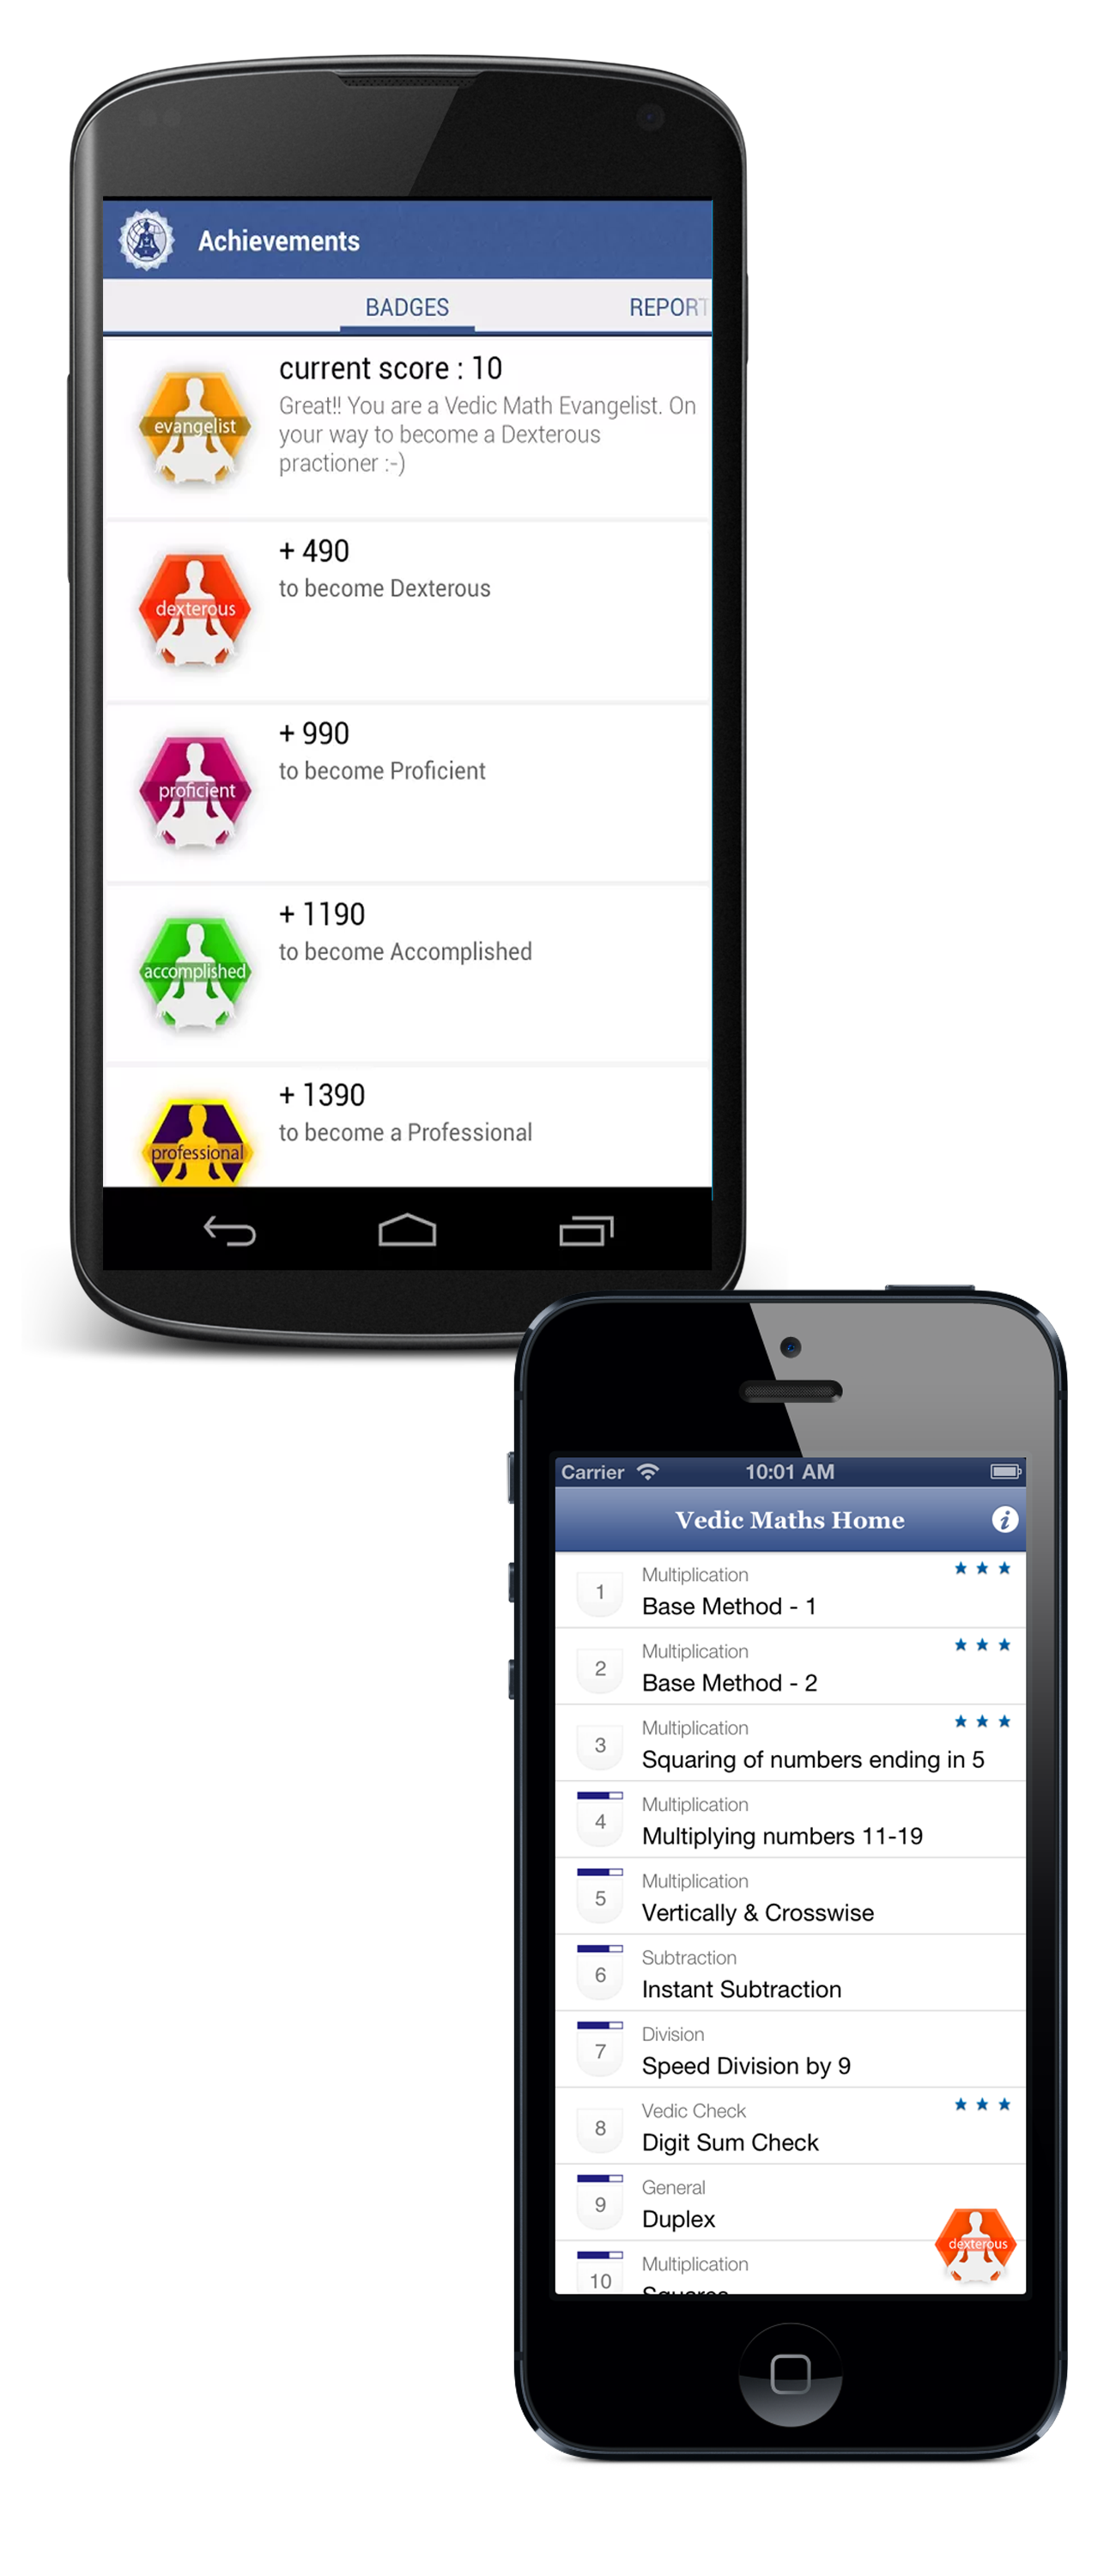 Achievements
BADGES
REPORT
evangelist
current score : 10
Great!! You are a Vedic Math Evangelist. On
your way to become a Dexterous
practioner :-)
dexterous
+ 490
to become Dexterous
proficient
+ 990
to become Proficient
accomplished
+ 1190
to become Accomplished
professional
+ 1390
to become a Professional
Carrier
10:01 AM
Vedic Maths Home
i
1
Multiplication
Base Method - 1
2
Multiplication
Base Method - 2
3
Multiplication
Squaring of numbers ending in 5
4
Multiplication
Multiplying numbers 11-19
5
Multiplication
Vertically & Crosswise
6
Subtraction
Instant Subtraction
7
Division
Speed Division by 9
8
Vedic Check
Digit Sum Check
9
General
Duplex
dexterous
10
Multiplication
Squares